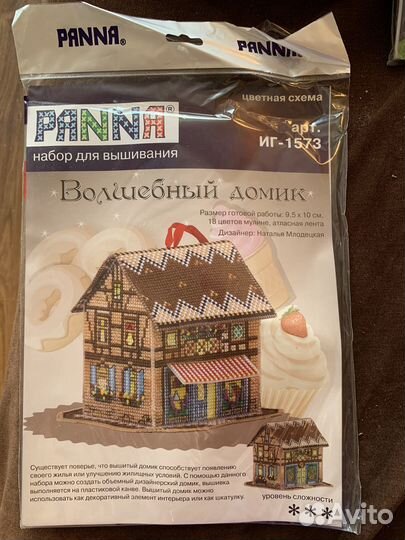 PANNA®
PANNA®
цветная схема
PANNA®
арт.
ИГ-1573
набор для вышивания
Волшебный домик
Размер готовой работы: 9,5 x 10 см.
18 цветов мулине, атласная лента
Дизайнер: Наталья Млодецкая
Существует поверье, что вышитый домик способствует появлению
своего жилья или улучшению жилищных условий. С помощью данного
набора можно создать объемный дизайнерский домик, вышивка
выполняется на пластиковой канве. Вышитый домик можно
использовать как декоративный элемент интерьера или как шкатулку.
уровень сложности
***
Avito